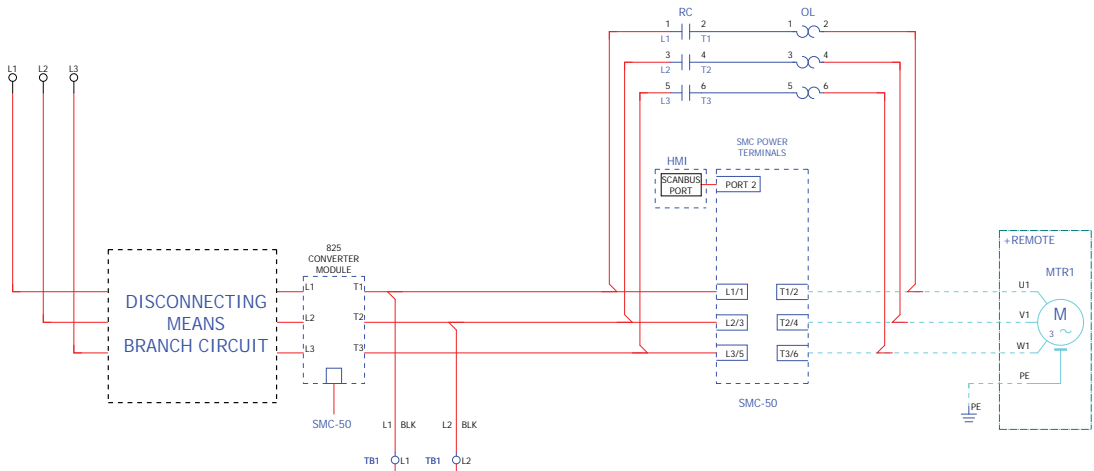 RC OL
1 2 1 2
L1 T1
3 4 3 4
L2 T2
5 6 5 6
L3 T3
L1 L2 L3
SMC POWER
TERMINALS
HMI
SCANBUS
PORT
PORT 2
825
CONVERTER
MODULE
DISCONNECTING
MEANS
BRANCH CIRCUIT
L1 T1
L2 T2
L3 T3
SMC-50
L1/1 T1/2
L2/3 T2/4
L3/5 T3/6
SMC-50
+REMOTE
MTR1
U1
V1
W1
M
3 ~
PE
PE
L1 BLK L2 BLK
TB1 L1 TB1 L2